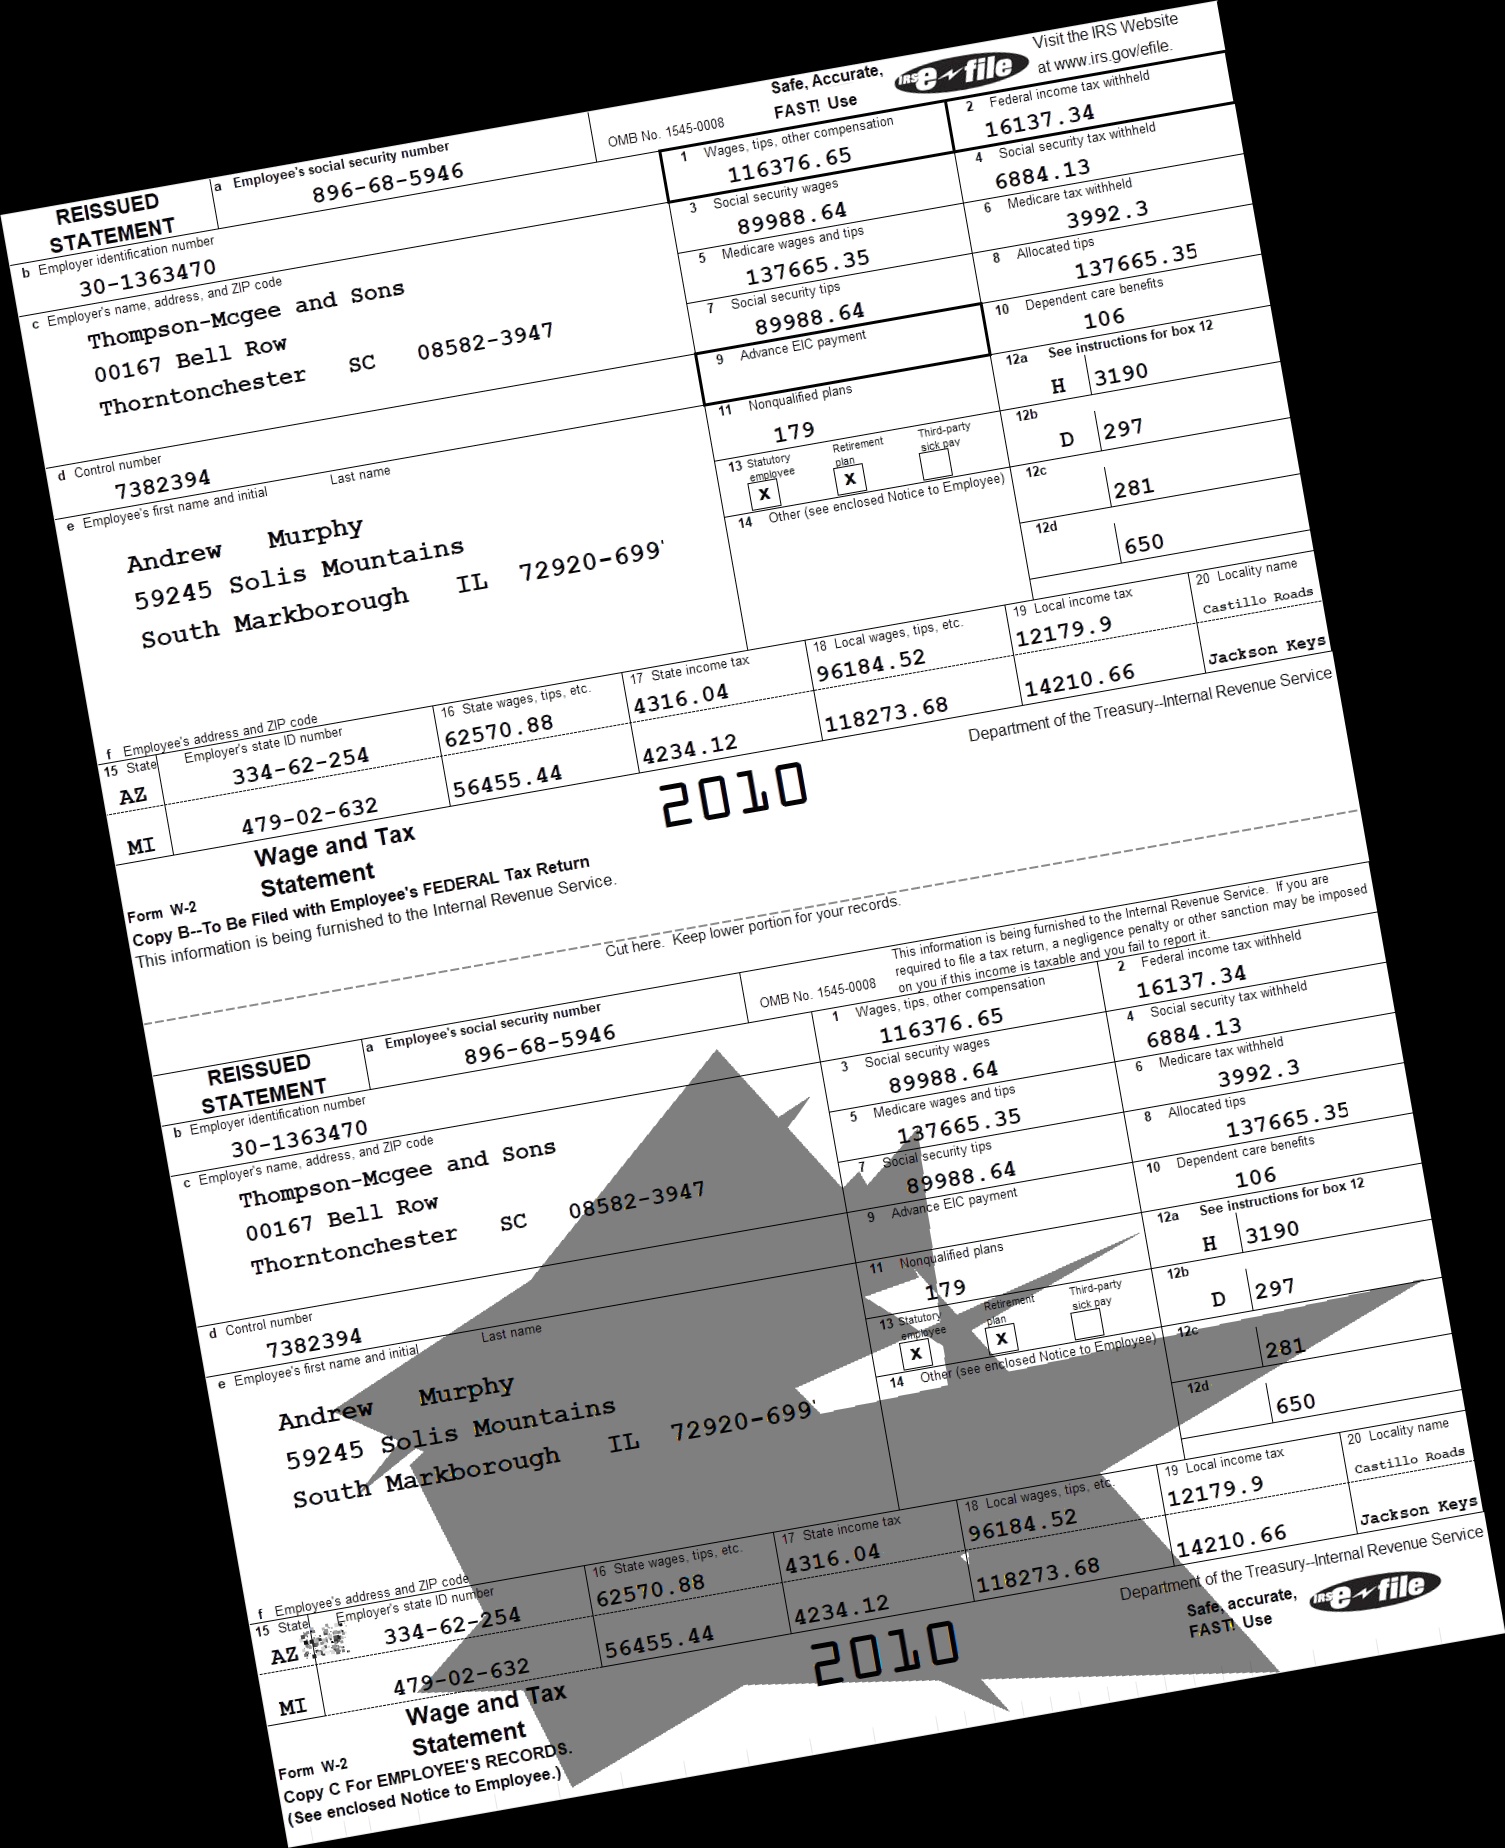 Visit the IRS Website
at www.irs.gov/efile.
Safe, Accurate,
FAST! Use
IRS e-file
REISSUED
STATEMENT
a Employee's social security number
896-68-5946
OMB No. 1545-0008
1 Wages, tips, other compensation
116376.65
2 Federal income tax withheld
16137.34
b Employer identification number
30-1363470
3 Social security wages
89988.64
4 Social security tax withheld
6884.13
c Employer's name, address, and ZIP code
Thompson-Mcgee and Sons
00167 Bell Row
Thorntonchester SC 08582-3947
5 Medicare wages and tips
137665.35
6 Medicare tax withheld
3992.3
7 Social security tips
89988.64
8 Allocated tips
137665.35
9 Advance EIC payment
10 Dependent care benefits
106
d Control number
7382394
11 Nonqualified plans
179
12a See instructions for box 12
H 3190
12b
D 297
12c
281
12d
650
13 Statutory employee
X
Retirement plan
X
Third-party sick pay
14 Other (see enclosed Notice to Employee)
e Employee's first name and initial Last name
Andrew Murphy
59245 Solis Mountains
South Markborough IL 72920-699
f Employee's address and ZIP code
15 State Employer's state ID number
AZ 334-62-254
MI 479-02-632
16 State wages, tips, etc.
62570.88
56455.44
17 State income tax
4316.04
4234.12
18 Local wages, tips, etc.
96184.52
118273.68
19 Local income tax
12179.9
14210.66
20 Locality name
Castillo Roads
Jackson Keys
Form W-2
Wage and Tax
Statement
2010
Department of the Treasury--Internal Revenue Service
Copy B--To Be Filed with Employee's FEDERAL Tax Return
This information is being furnished to the Internal Revenue Service.
Cut here. Keep lower portion for your records.
This information is being furnished to the Internal Revenue Service. If you are
required to file a tax return, a negligence penalty or other sanction may be imposed
on you if this income is taxable and you fail to report it.
REISSUED
STATEMENT
a Employee's social security number
896-68-5946
OMB No. 1545-0008
1 Wages, tips, other compensation
116376.65
2 Federal income tax withheld
16137.34
b Employer identification number
30-1363470
3 Social security wages
89988.64
4 Social security tax withheld
6884.13
c Employer's name, address, and ZIP code
Thompson-Mcgee and Sons
00167 Bell Row
Thorntonchester SC 08582-3947
5 Medicare wages and tips
137665.35
6 Medicare tax withheld
3992.3
7 Social security tips
89988.64
8 Allocated tips
137665.35
9 Advance EIC payment
10 Dependent care benefits
106
d Control number
7382394
11 Nonqualified plans
179
12a See instructions for box 12
H 3190
12b
D 297
12c
281
12d
650
13 Statutory employee
X
Retirement plan
X
Third-party sick pay
14 Other (see enclosed Notice to Employee)
e Employee's first name and initial Last name
Andrew Murphy
59245 Solis Mountains
South Markborough IL 72920-699
f Employee's address and ZIP code
15 State Employer's state ID number
AZ 334-62-254
MI 479-02-632
16 State wages, tips, etc.
62570.88
56455.44
17 State income tax
4316.04
4234.12
18 Local wages, tips, etc.
96184.52
118273.68
19 Local income tax
12179.9
14210.66
20 Locality name
Castillo Roads
Jackson Keys
Form W-2
Wage and Tax
Statement
2010
Department of the Treasury--Internal Revenue Service
Safe, accurate,
FAST! Use
IRS e-file
Copy C For EMPLOYEE'S RECORDS.
(See enclosed Notice to Employee.)